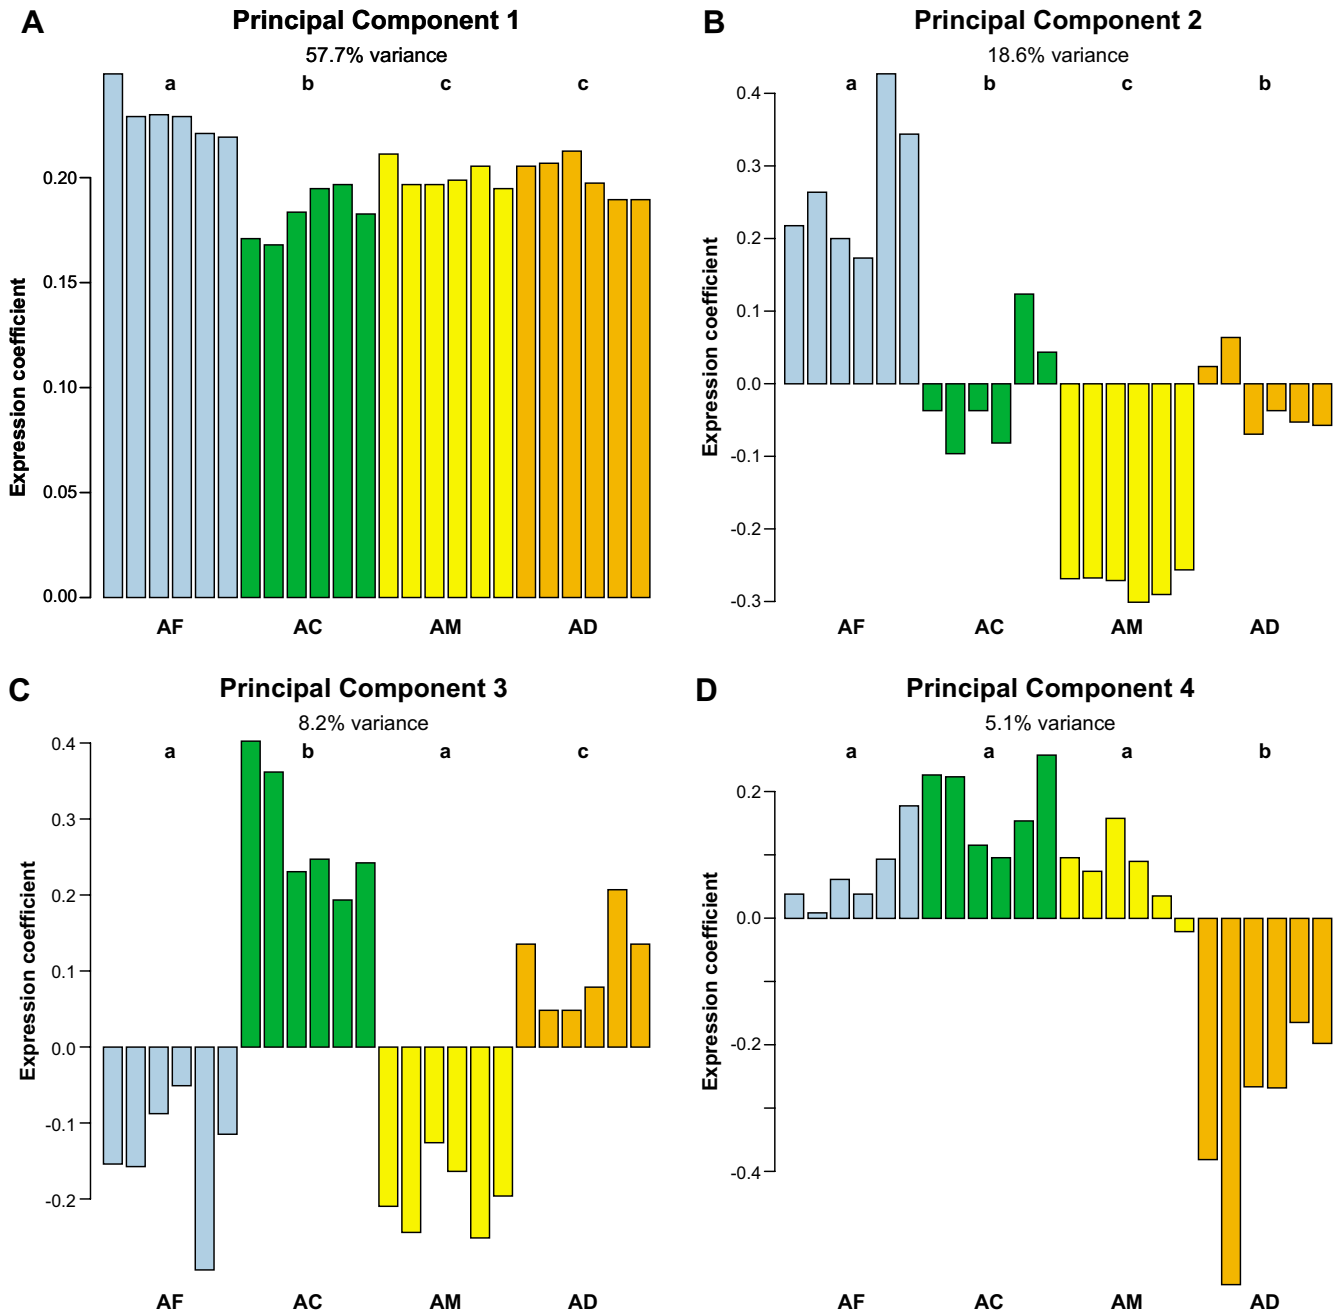 A
Principal Component 1
57.7% variance
a b c c
Expression coefficient
0.20
0.15
0.10
0.05
0.00
AF AC AM AD
B
Principal Component 2
18.6% variance
a b c b
Expression coefficient
0.4
0.3
0.2
0.1
0.0
-0.1
-0.2
-0.3
AF AC AM AD
C
Principal Component 3
8.2% variance
a b a c
Expression coefficient
0.4
0.3
0.2
0.1
0.0
-0.1
-0.2
AF AC AM AD
D
Principal Component 4
5.1% variance
a a a b
Expression coefficient
0.2
0.0
-0.2
-0.4
AF AC AM AD